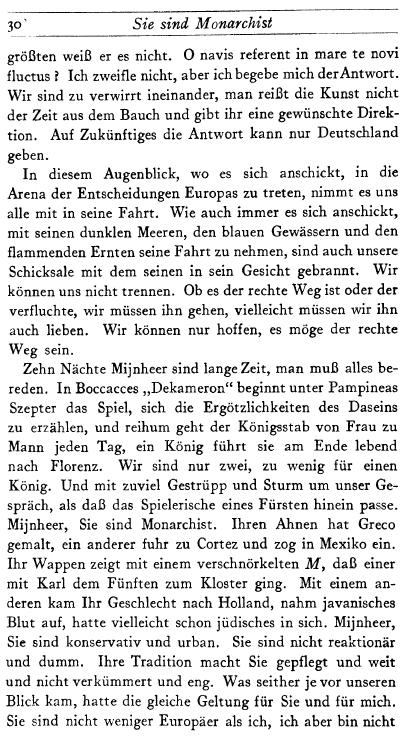 30 Sie sind Monarchist
größten weiß er es nicht. O navis referent in mare te novi
fluctus? Ich zweifle nicht, aber ich begebe mich der Antwort.
Wir sind zu verwirrt ineinander, man reißt die Kunst nicht
der Zeit aus dem Bauch und gibt ihr eine gewünschte Direk-
tion. Auf Zukünftiges die Antwort kann nur Deutschland
geben.
In diesem Augenblick, wo es sich anschickt, in die
Arena der Entscheidungen Europas zu treten, nimmt es uns
alle mit in seine Fahrt. Wie auch immer es sich anschickt,
mit seinen dunklen Meeren, den blauen Gewässern und den
flammenden Ernten seine Fahrt zu nehmen, sind auch unsere
Schicksale mit dem seinen in sein Gesicht gebrannt. Wir
können uns nicht trennen. Ob es der rechte Weg ist oder der
verfluchte, wir müssen ihn gehen, vielleicht müssen wir ihn
auch lieben. Wir können nur hoffen, es möge der rechte
Weg sein.
Zehn Nächte Mijnheer sind lange Zeit, man muß alles be-
reden. In Boccacces „Dekameron“ beginnt unter Pampineas
Szepter das Spiel, sich die Ergötzlichkeiten des Daseins
zu erzählen, und reihum geht der Königsstab von Frau zu
Mann jeden Tag, ein König führt sie am Ende lebend
nach Florenz. Wir sind nur zwei, zu wenig für einen
König. Und mit zuviel Gestrüpp und Sturm um unser Ge-
spräch, als daß das Spielerische eines Fürsten hinein passe.
Mijnheer, Sie sind Monarchist. Ihren Ahnen hat Greco
gemalt, ein anderer fuhr zu Cortez und zog in Mexiko ein.
Ihr Wappen zeigt mit einem verschnörkelten M, daß einer
mit Karl dem Fünften zum Kloster ging. Mit einem an-
deren kam Ihr Geschlecht nach Holland, nahm javanisches
Blut auf, hatte vielleicht schon jüdisches in sich. Mijnheer,
Sie sind konservativ und urban. Sie sind nicht reaktionär
und dumm. Ihre Tradition macht Sie gepflegt und weit
und nicht verkümmert und eng. Was seither je vor unseren
Blick kam, hatte die gleiche Geltung für Sie und für mich.
Sie sind nicht weniger Europäer als ich, ich aber bin nicht